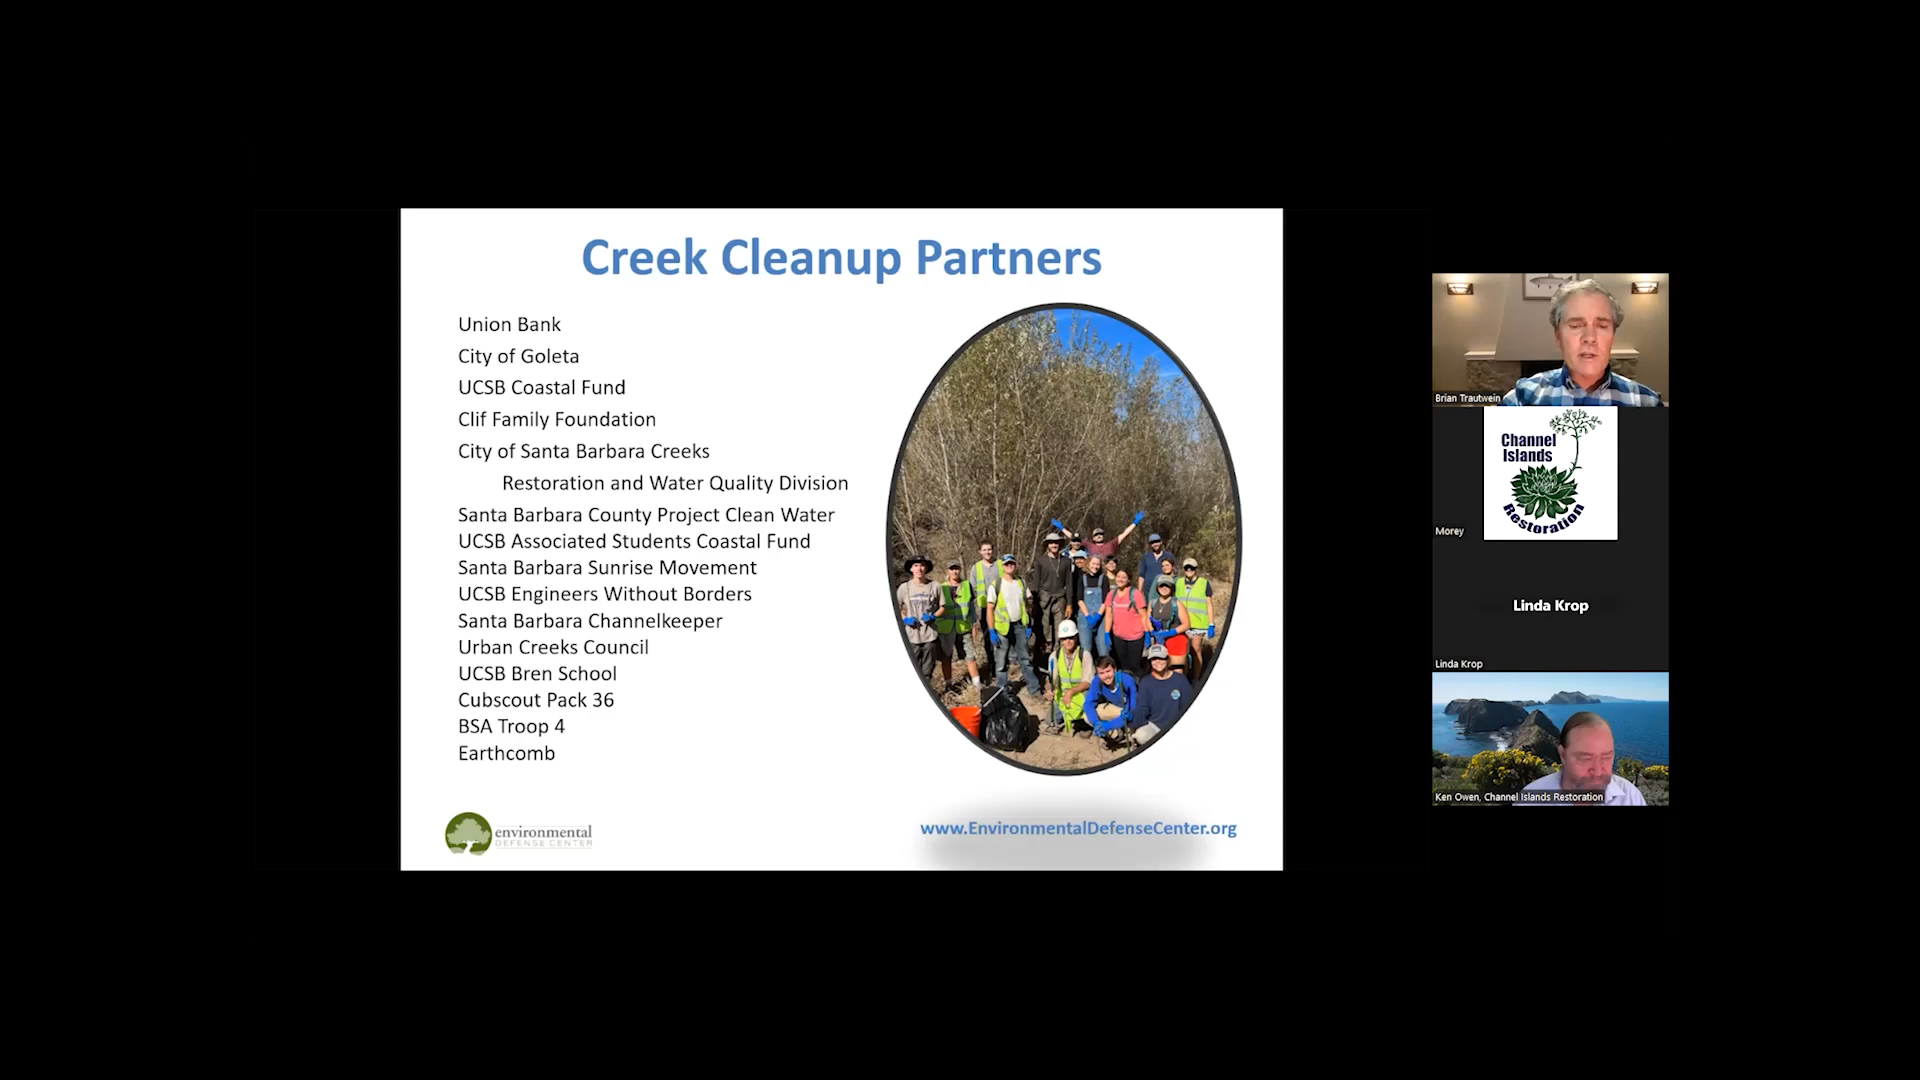 Creek Cleanup Partners
Union Bank
City of Goleta
UCSB Coastal Fund
Clif Family Foundation
City of Santa Barbara Creeks
Restoration and Water Quality Division
Santa Barbara County Project Clean Water
UCSB Associated Students Coastal Fund
Santa Barbara Sunrise Movement
UCSB Engineers Without Borders
Santa Barbara Channelkeeper
Urban Creeks Council
UCSB Bren School
Cubscout Pack 36
BSA Troop 4
Earthcomb
environmental
DEFENSE CENTER
www.EnvironmentalDefenseCenter.org
Brian Trautwein
Channel
Islands
Restoration
Morey
Linda Krop
Linda Krop
Ken Owen, Channel Islands Restoration